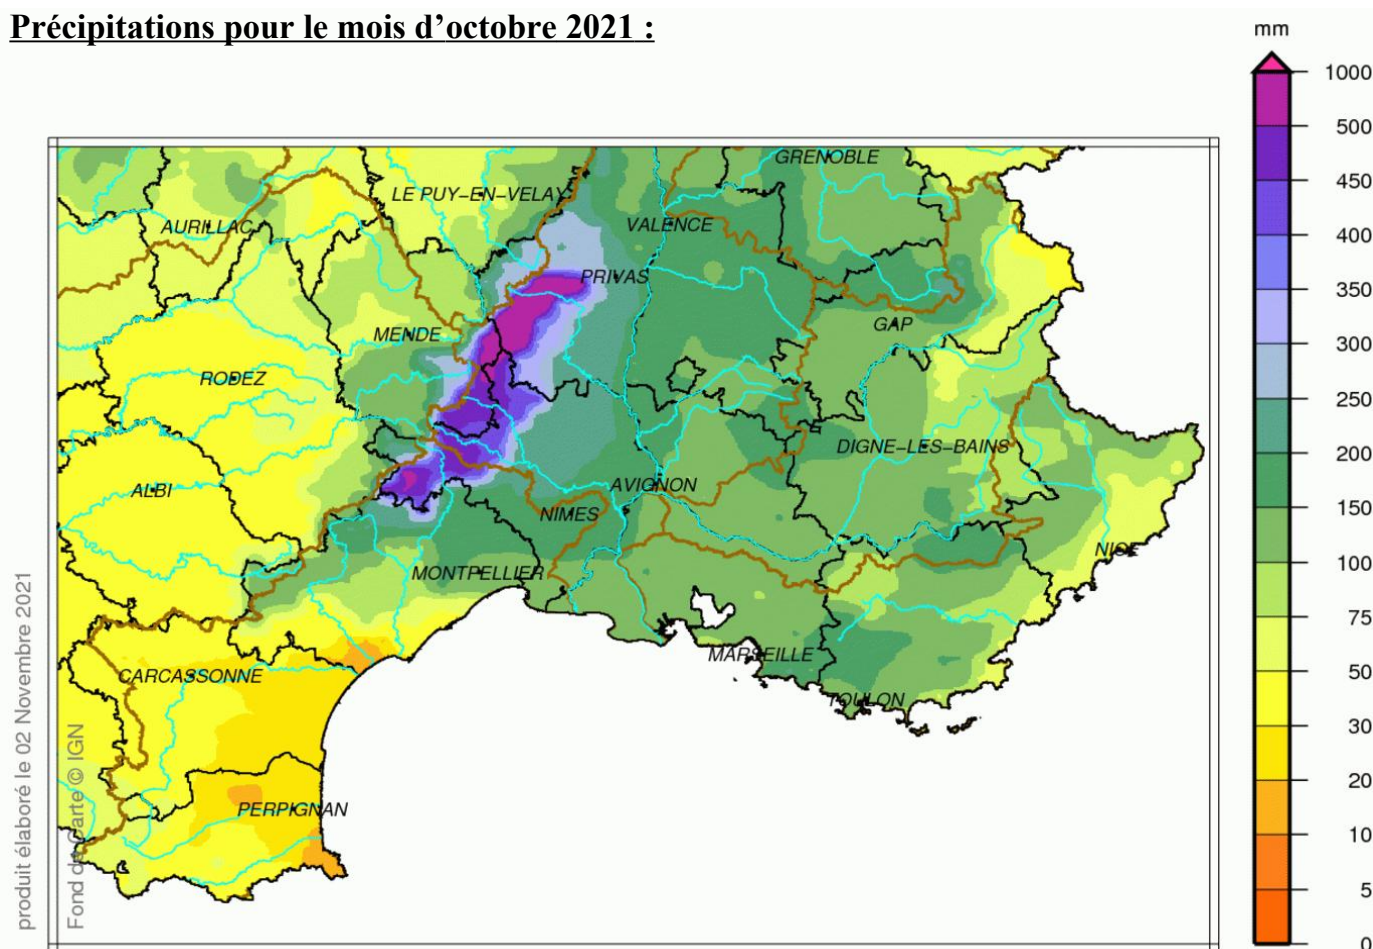 Précipitations pour le mois d’octobre 2021 :
mm
1000
500
450
400
350
300
250
200
150
100
75
50
30
20
10
5
0
GRENOBLE
LE PUY-EN-VELAY
AURILLAC
VALENCE
PRIVAS
GAP
MENDE
RODEZ
DIGNE-LES-BAINS
ALBI
AVIGNON
NIMES
NICE
MONTPELLIER
MARSEILLE
CARCASSONNE
TOULON
PERPIGNAN
produit élaboré le 02 Novembre 2021
Fond de Carte © IGN